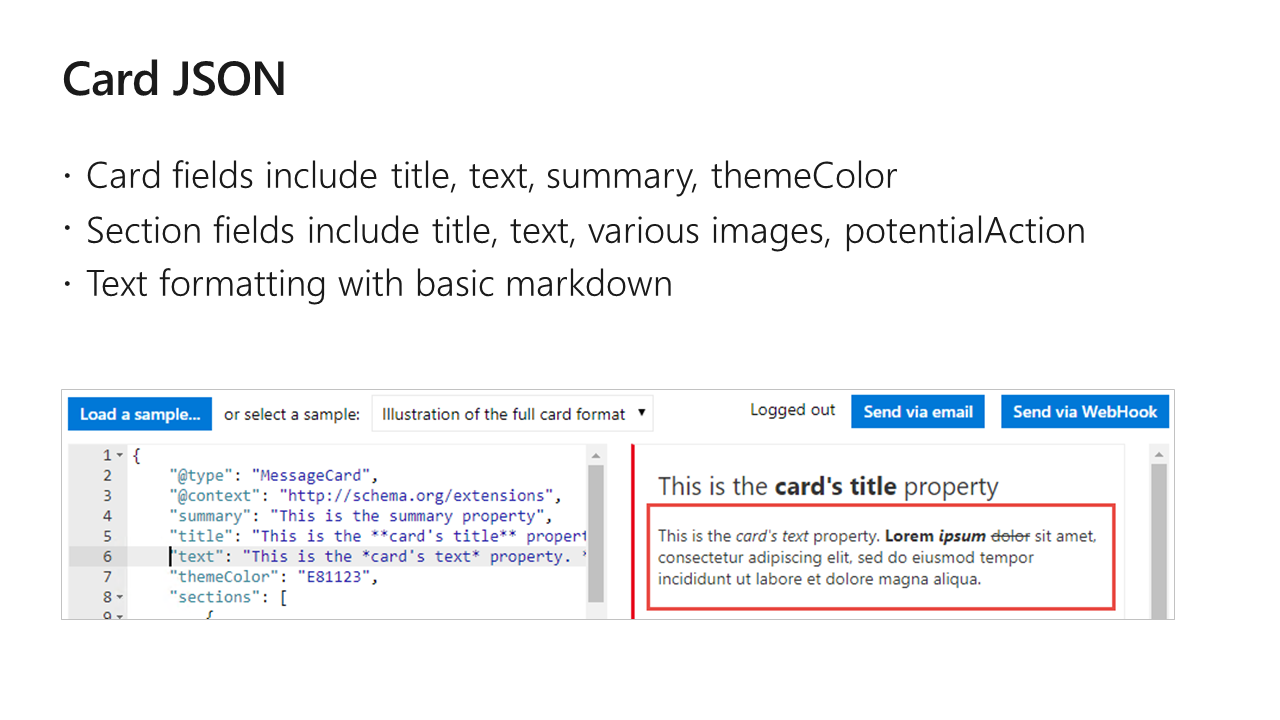 Card JSON
· Card fields include title, text, summary, themeColor
· Section fields include title, text, various images, potentialAction
· Text formatting with basic markdown
Load a sample... or select a sample: Illustration of the full card format ▼ Logged out Send via email Send via WebHook
1 {
2 "@type": "MessageCard",
3 "@context": "http://schema.org/extensions",
4 "summary": "This is the summary property",
5 "title": "This is the **card's title** propert
6 "text": "This is the *card's text* property. *
7 "themeColor": "E81123",
8 "sections": [
9 {
This is the card's title property
This is the card's text property. Lorem ipsum dolor sit amet,
consectetur adipiscing elit, sed do eiusmod tempor
incididunt ut labore et dolore magna aliqua.